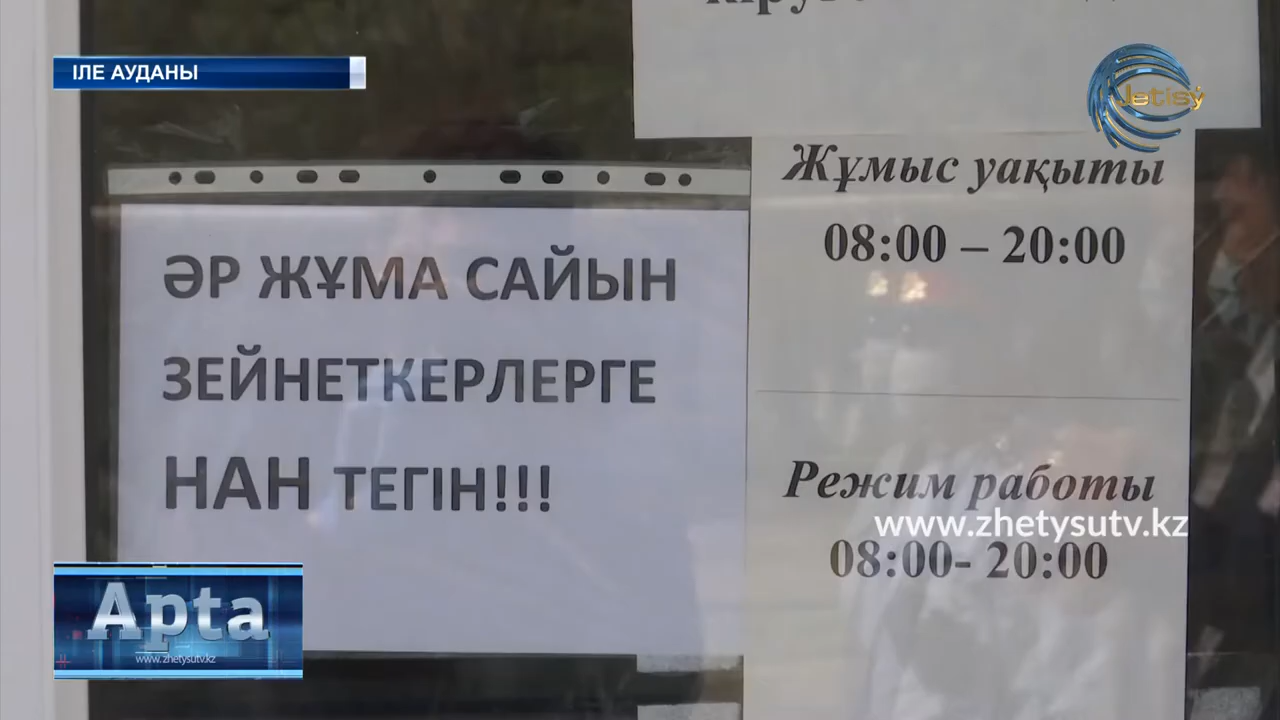 ІЛЕ АУДАНЫ
Jetisý
Жұмыс уақыты
08:00 – 20:00
ӘР ЖҰМА САЙЫН
ЗЕЙНЕТКЕРЛЕРГЕ
НАН ТЕГІН!!!
Режим работы
www.zhetysutv.kz
08:00- 20:00
Apta
www.zhetysutv.kz